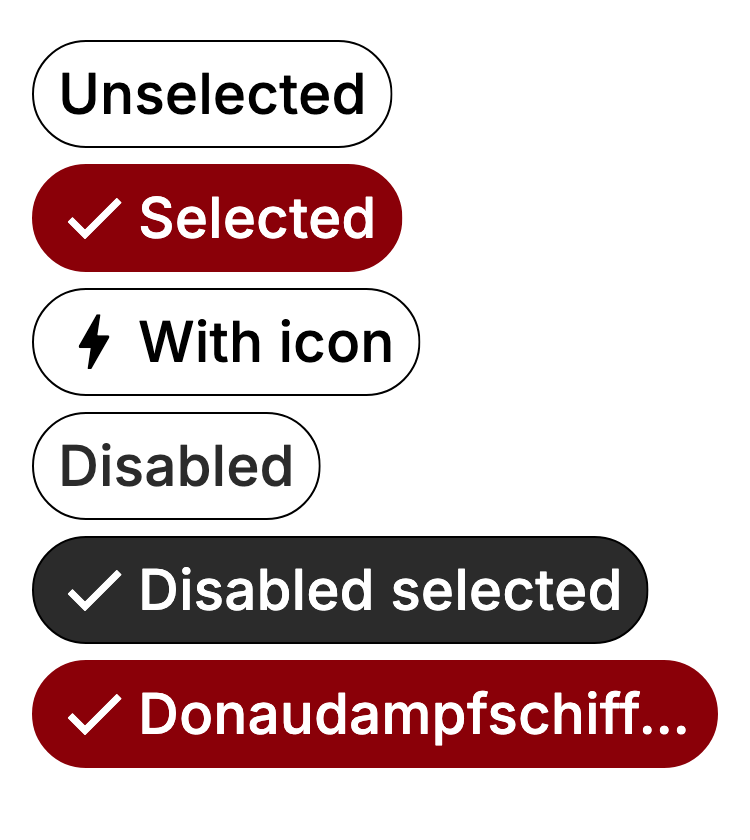 Unselected
Selected
With icon
Disabled
Disabled selected
Donaudampfschiff...